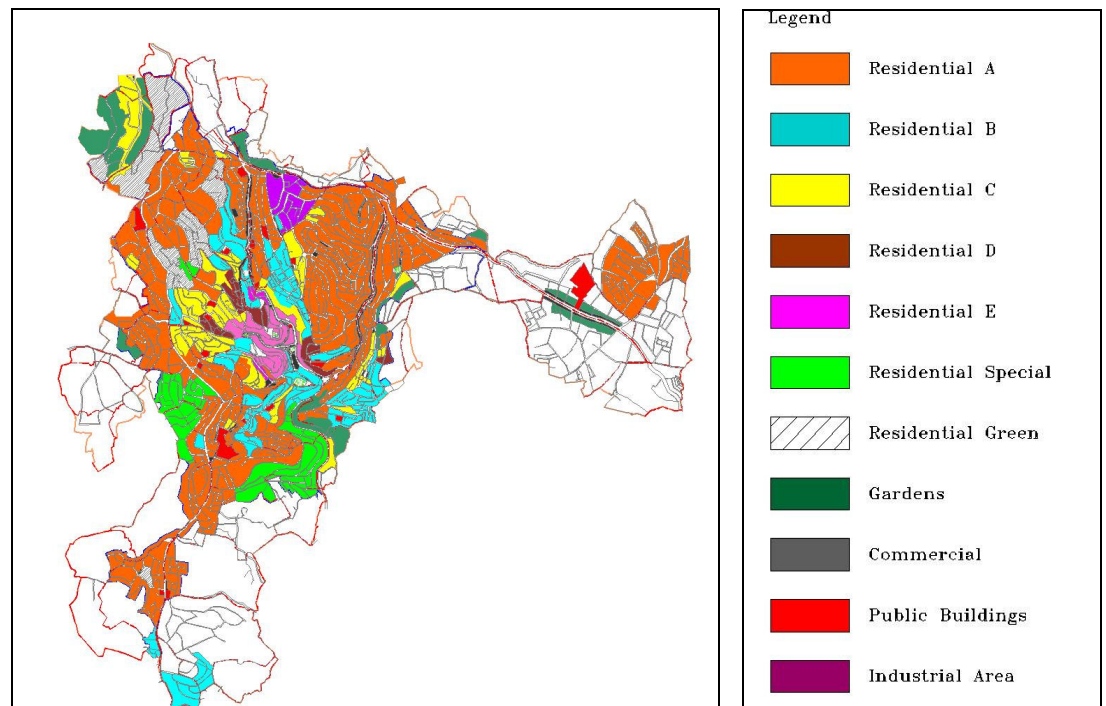 Legend
Residential A
Residential B
Residential C
Residential D
Residential E
Residential Special
Residential Green
Gardens
Commercial
Public Buildings
Industrial Area